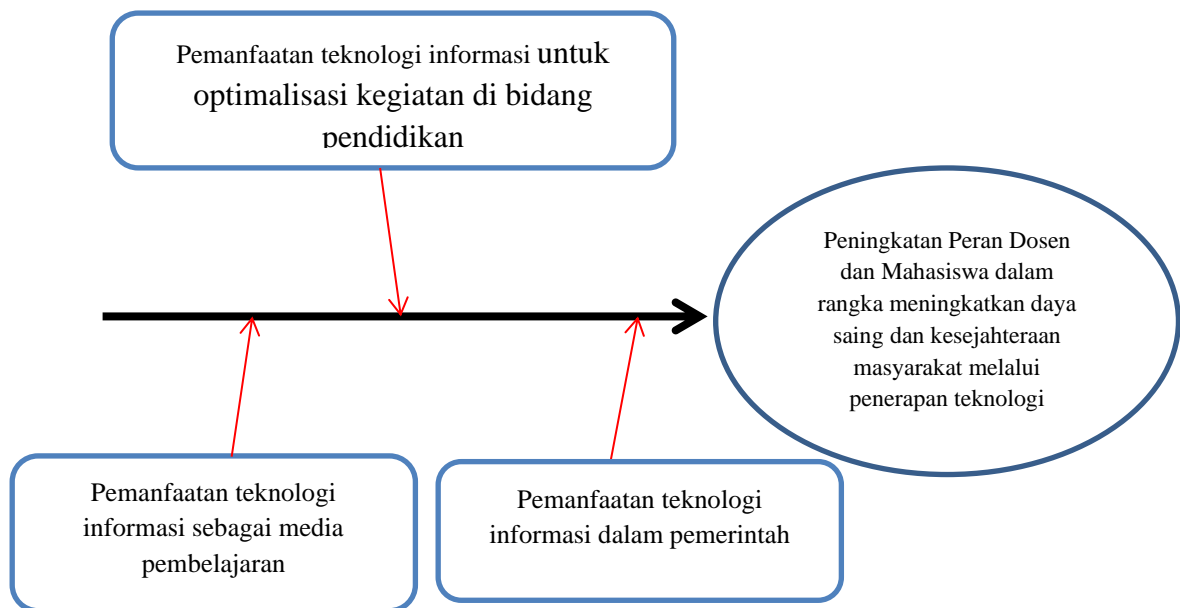 Pemanfaatan teknologi informasi untuk
optimalisasi kegiatan di bidang
pendidikan
Peningkatan Peran Dosen
dan Mahasiswa dalam
rangka meningkatkan daya
saing dan kesejahteraan
masyarakat melalui
penerapan teknologi
Pemanfaatan teknologi
informasi sebagai media
pembelajaran
Pemanfaatan teknologi
informasi dalam pemerintah